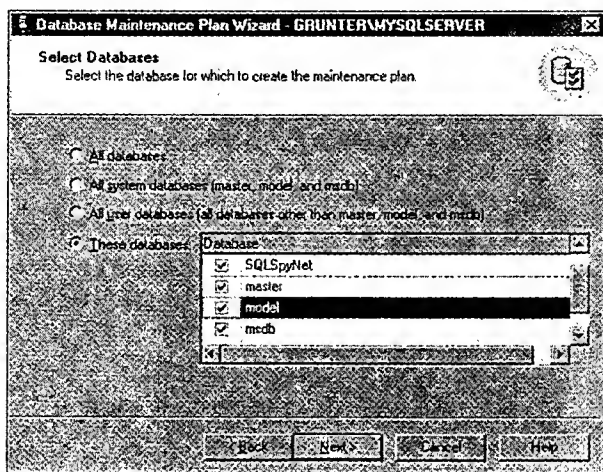 Database Maintenance Plan Wizard - GRUNTER\MYSQLSERVER
Select Databases
Select the database for which to create the maintenance plan.
All databases
All system databases (master, model, and msdb)
All user databases (all databases other than master, model, and msdb)
These databases:
Database
SQLSpyNet
master
model
msdb
< Back
Next >
Cancel
Help